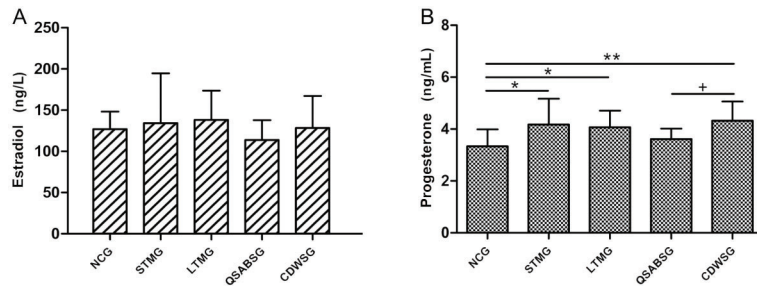 A
Estradiol (ng/L)
250
200
150
100
50
0
NCG
STMG
LTMG
QSABSG
CDWSG
B
Progesterone (ng/mL)
8
6
4
2
0
**
*
*
+
NCG
STMG
LTMG
QSABSG
CDWSG